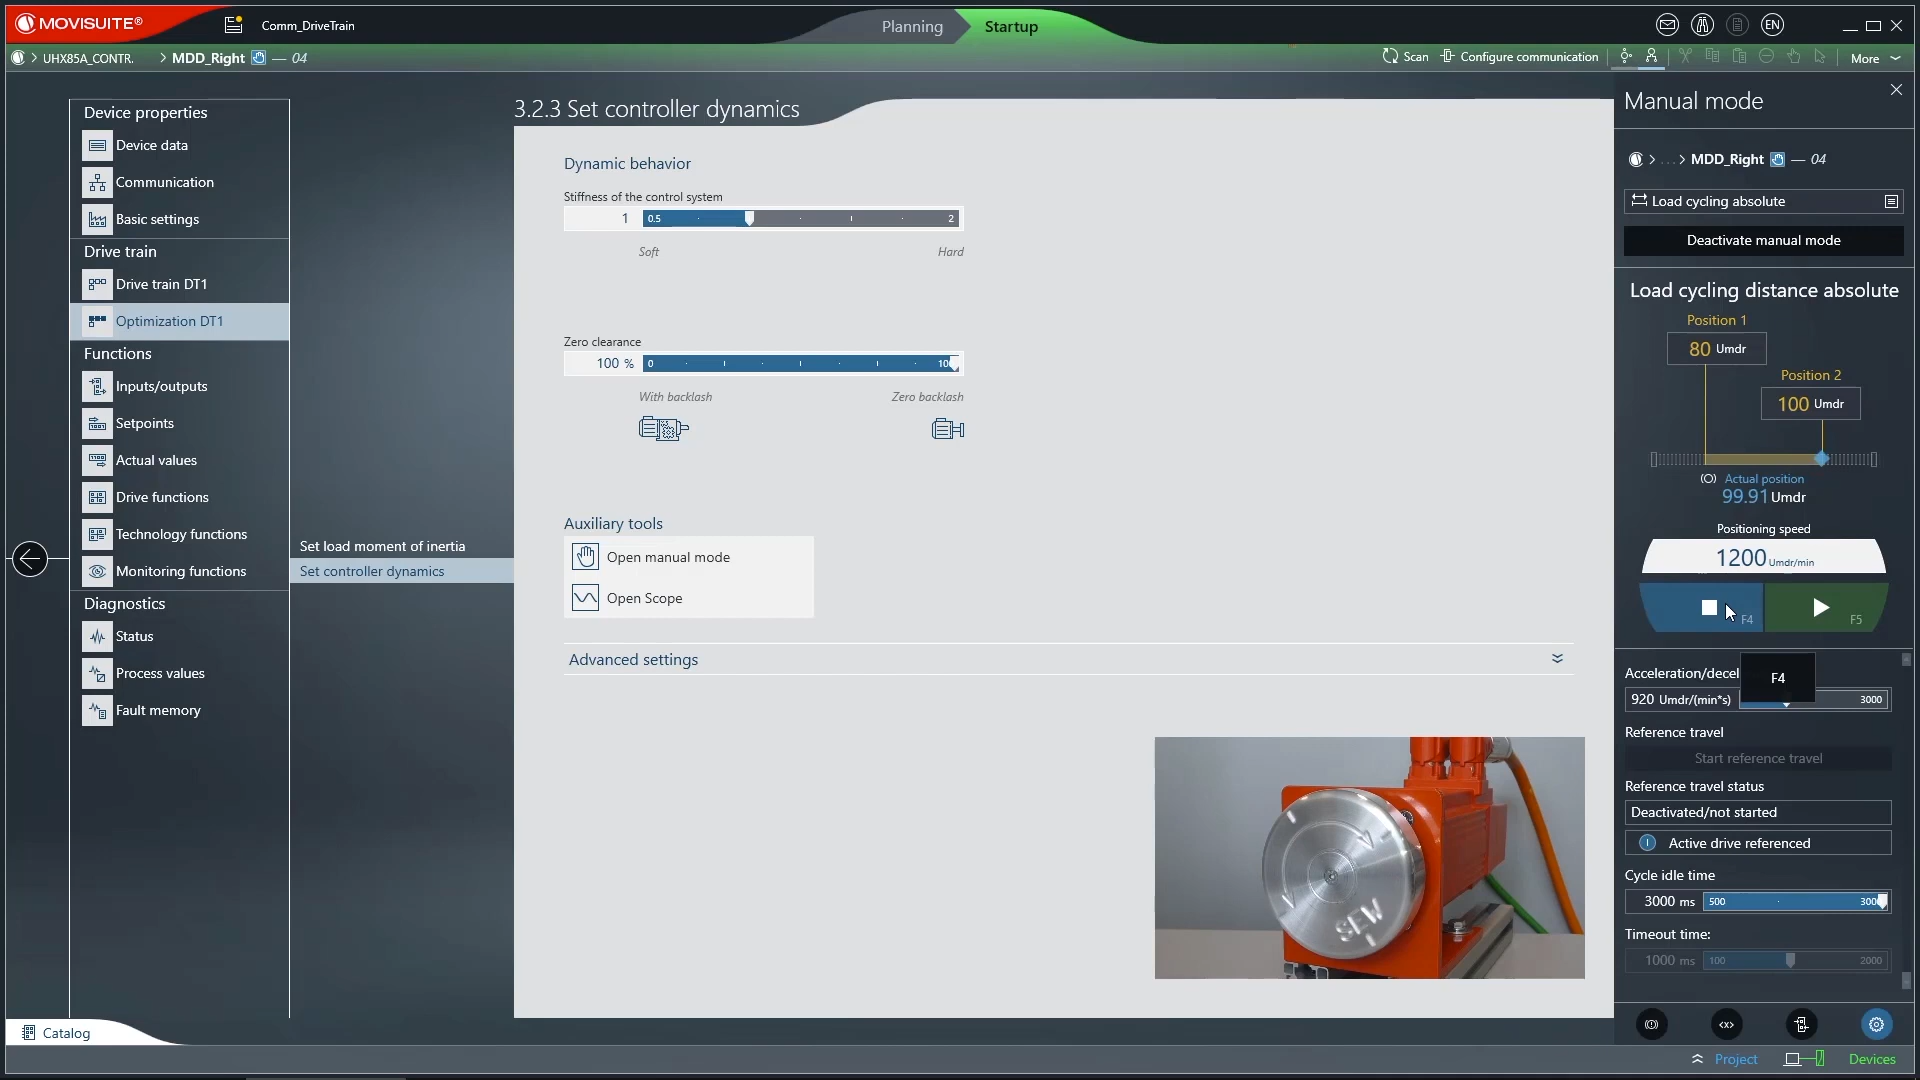 MOVISUITE®
Comm_DriveTrain
Planning
Startup
EN
UHX85A_CONTR.
MDD_Right — 04
Scan
Configure communication
More
Device properties
Device data
Communication
Basic settings
Drive train
Drive train DT1
Optimization DT1
Functions
Inputs/outputs
Setpoints
Actual values
Drive functions
Technology functions
Monitoring functions
Diagnostics
Status
Process values
Fault memory
Set load moment of inertia
Set controller dynamics
3.2.3 Set controller dynamics
Dynamic behavior
Stiffness of the control system
1 0.5 2
Soft Hard
Zero clearance
100 % 0 10
With backlash Zero backlash
Auxiliary tools
Open manual mode
Open Scope
Advanced settings
SEW
Manual mode
... MDD_Right — 04
Load cycling absolute
Deactivate manual mode
Load cycling distance absolute
Position 1
80 Umdr
Position 2
100 Umdr
Actual position
99.91 Umdr
Positioning speed
1200 Umdr/min
F4 F5
Acceleration/decel
F4
920 Umdr/(min*s) 3000
Reference travel
Start reference travel
Reference travel status
Deactivated/not started
Active drive referenced
Cycle idle time
3000 ms 500 300
Timeout time:
1000 ms 100 2000
Catalog
Project
Devices